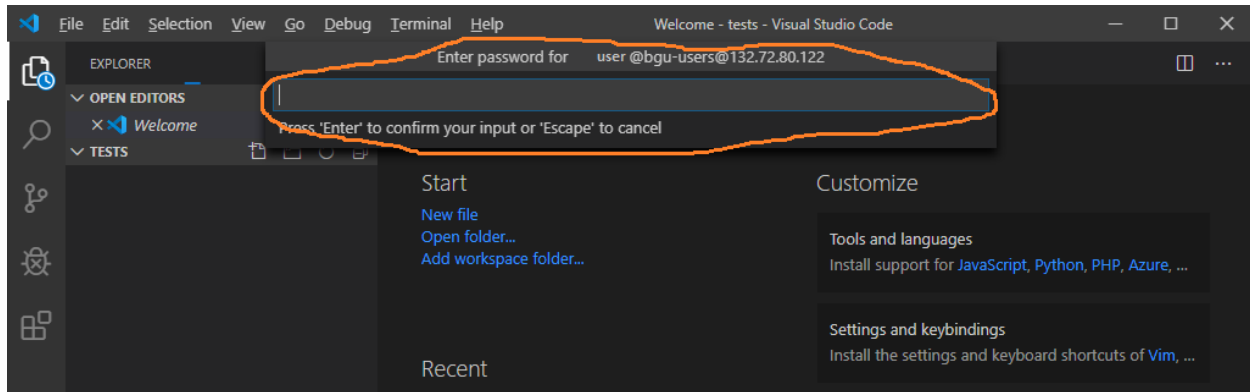 File Edit Selection View Go Debug Terminal Help Welcome - tests - Visual Studio Code
Enter password for user @bgu-users@132.72.80.122
Press 'Enter' to confirm your input or 'Escape' to cancel
EXPLORER
OPEN EDITORS
Welcome
TESTS
Start
New file
Open folder...
Add workspace folder...
Recent
Customize
Tools and languages
Install support for JavaScript, Python, PHP, Azure, ...
Settings and keybindings
Install the settings and keyboard shortcuts of Vim, ...